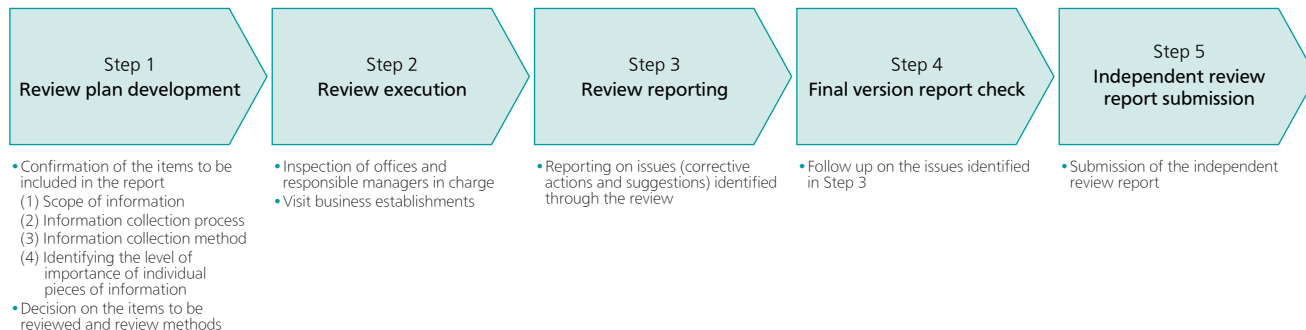 Step 1
Review plan development
• Confirmation of the items to be
included in the report
(1) Scope of information
(2) Information collection process
(3) Information collection method
(4) Identifying the level of
importance of individual
pieces of information
• Decision on the items to be
reviewed and review methods
Step 2
Review execution
• Inspection of offices and
responsible managers in charge
• Visit business establishments
Step 3
Review reporting
• Reporting on issues (corrective
actions and suggestions) identified
through the review
Step 4
Final version report check
• Follow up on the issues identified
in Step 3
Step 5
Independent review
report submission
• Submission of the independent
review report